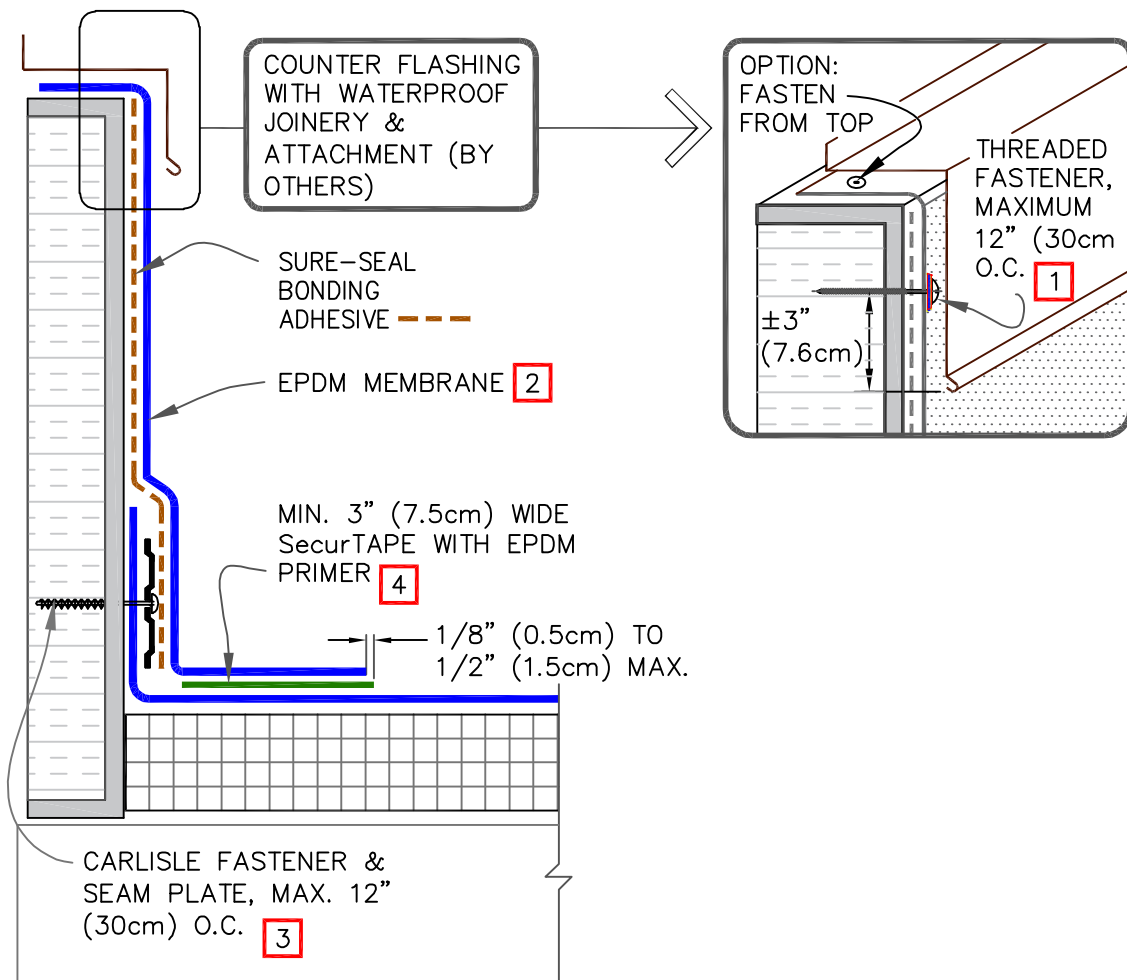 COUNTER FLASHING
WITH WATERPROOF
JOINERY &
ATTACHMENT (BY
OTHERS)
OPTION:
FASTEN
FROM TOP
THREADED
FASTENER,
MAXIMUM
12" (30cm
O.C. 1
±3"
(7.6cm)
SURE-SEAL
BONDING
ADHESIVE
EPDM MEMBRANE 2
MIN. 3" (7.5cm) WIDE
SecurTAPE WITH EPDM
PRIMER 4
1/8" (0.5cm) TO
1/2" (1.5cm) MAX.
CARLISLE FASTENER &
SEAM PLATE, MAX. 12"
(30cm) O.C. 3